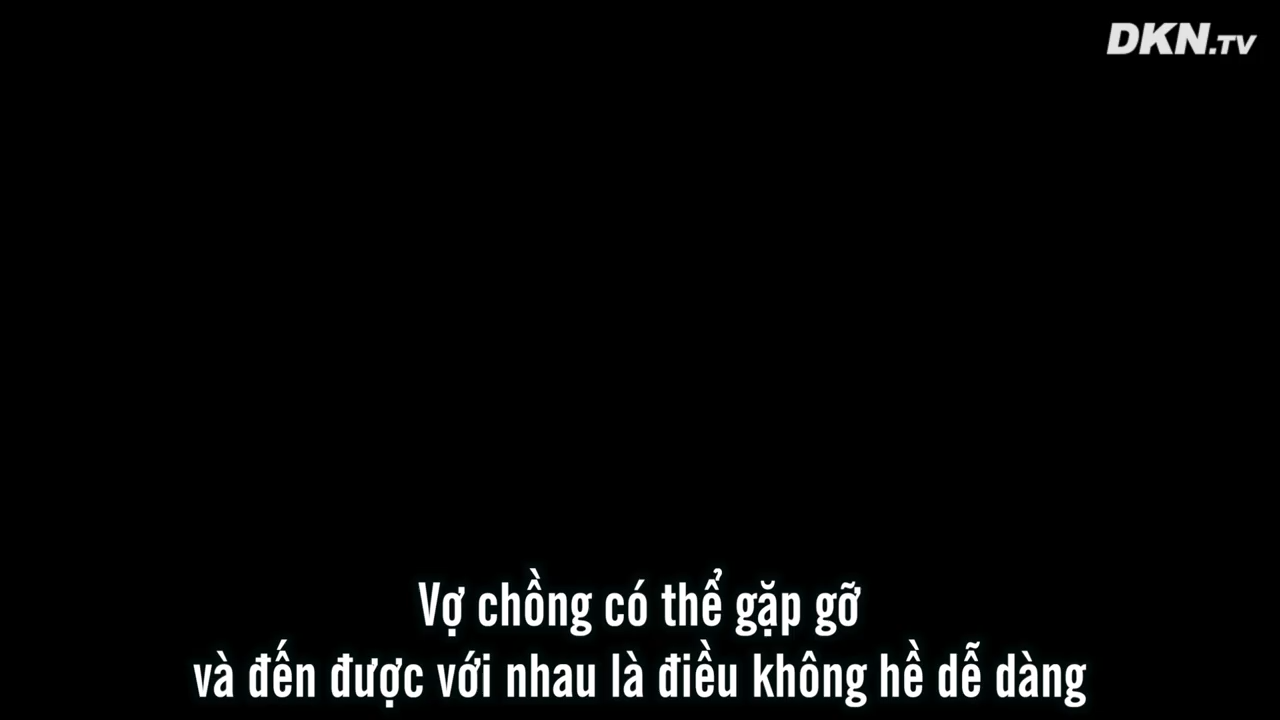 DKN.TV
Vợ chồng có thể gặp gỡ
và đến được với nhau là điều không hề dễ dàng